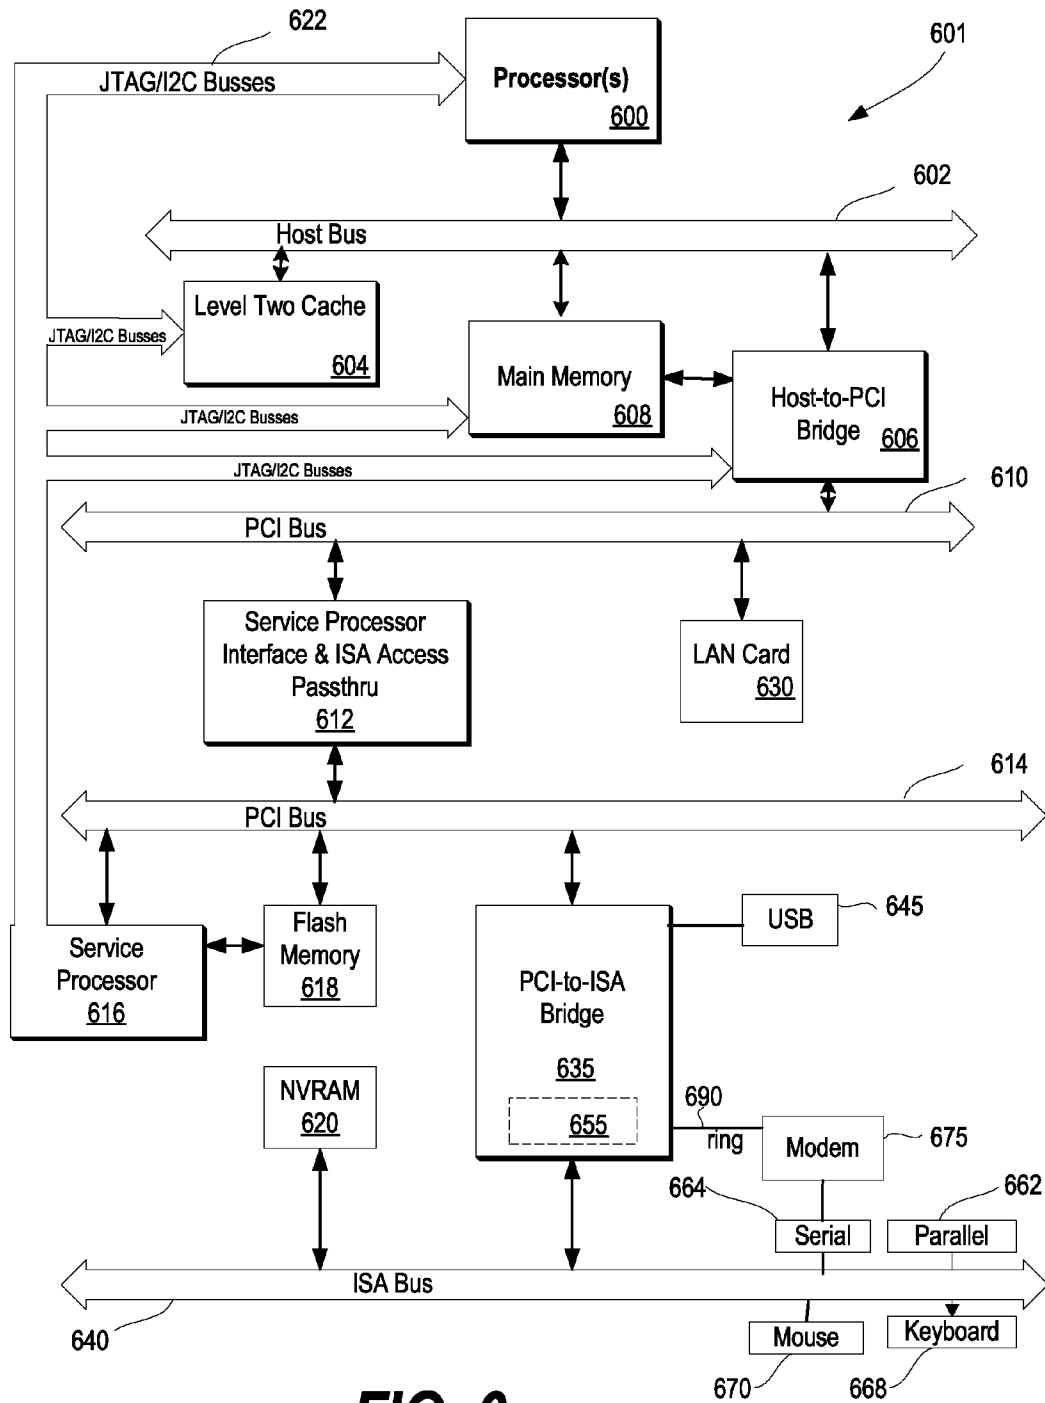 622
601
JTAG/I2C Busses
Processor(s)
600
602
Host Bus
Level Two Cache
604
JTAG/I2C Busses
Main Memory
608
Host-to-PCI
Bridge
606
JTAG/I2C Busses
JTAG/I2C Busses
610
PCI Bus
Service Processor
Interface & ISA Access
Passthru
612
LAN Card
630
614
PCI Bus
Service
Processor
616
Flash
Memory
618
PCI-to-ISA
Bridge
635
655
USB
645
NVRAM
620
690
ring
Modem
675
664
662
Serial
Parallel
ISA Bus
640
Mouse
Keyboard
670
668